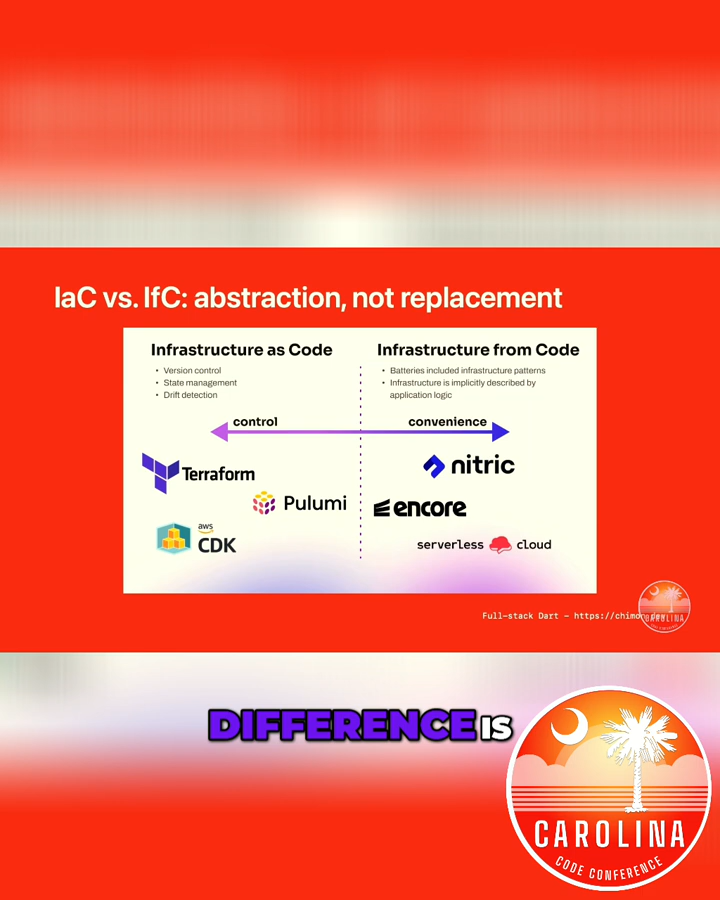 IaC vs. IfC: abstraction, not replacement
Infrastructure as Code
• Version control
• State management
• Drift detection
Infrastructure from Code
• Batteries included infrastructure patterns
• Infrastructure is implicitly described by
application logic
control
convenience
Terraform
Pulumi
aws
CDK
nitric
encore
serverless cloud
Full-stack Dart - https://chimo
CAROLINA
DIFFERENCE IS
CAROLINA
CODE CONFERENCE